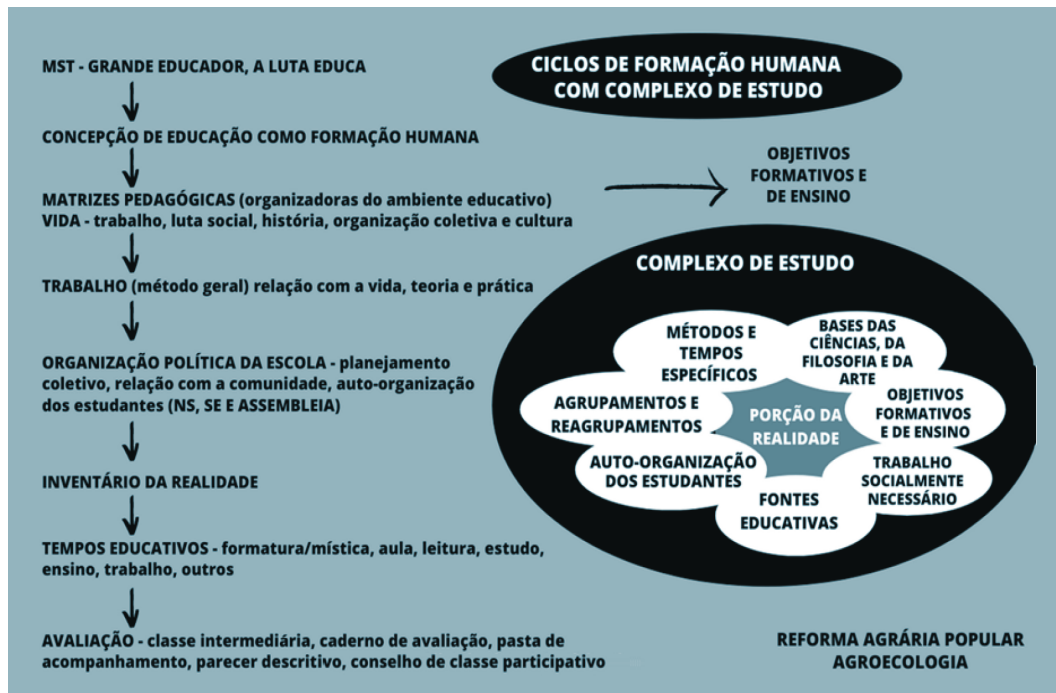 MST - GRANDE EDUCADOR, A LUTA EDUCA
CONCEPÇÃO DE EDUCAÇÃO COMO FORMAÇÃO HUMANA
MATRIZES PEDAGÓGICAS (organizadoras do ambiente educativo)
VIDA - trabalho, luta social, história, organização coletiva e cultura
TRABALHO (método geral) relação com a vida, teoria e prática
ORGANIZAÇÃO POLÍTICA DA ESCOLA - planejamento
coletivo, relação com a comunidade, auto-organização
dos estudantes (NS, SE E ASSEMBLEIA)
INVENTÁRIO DA REALIDADE
TEMPOS EDUCATIVOS - formatura/mística, aula, leitura, estudo,
ensino, trabalho, outros
AVALIAÇÃO - classe intermediária, caderno de avaliação, pasta de
acompanhamento, parecer descritivo, conselho de classe participativo
CICLOS DE FORMAÇÃO HUMANA
COM COMPLEXO DE ESTUDO
OBJETIVOS
FORMATIVOS E
DE ENSINO
COMPLEXO DE ESTUDO
MÉTODOS E
TEMPOS
ESPECÍFICOS
BASES DAS
CIÊNCIAS, DA
FILOSOFIA E DA
ARTE
AGRUPAMENTOS E
REAGRUPAMENTOS
PORÇÃO DA
REALIDADE
OBJETIVOS
FORMATIVOS
E DE ENSINO
AUTO-ORGANIZAÇÃO
DOS ESTUDANTES
FONTES
EDUCATIVAS
TRABALHO
SOCIALMENTE
NECESSÁRIO
REFORMA AGRÁRIA POPULAR
AGROECOLOGIA